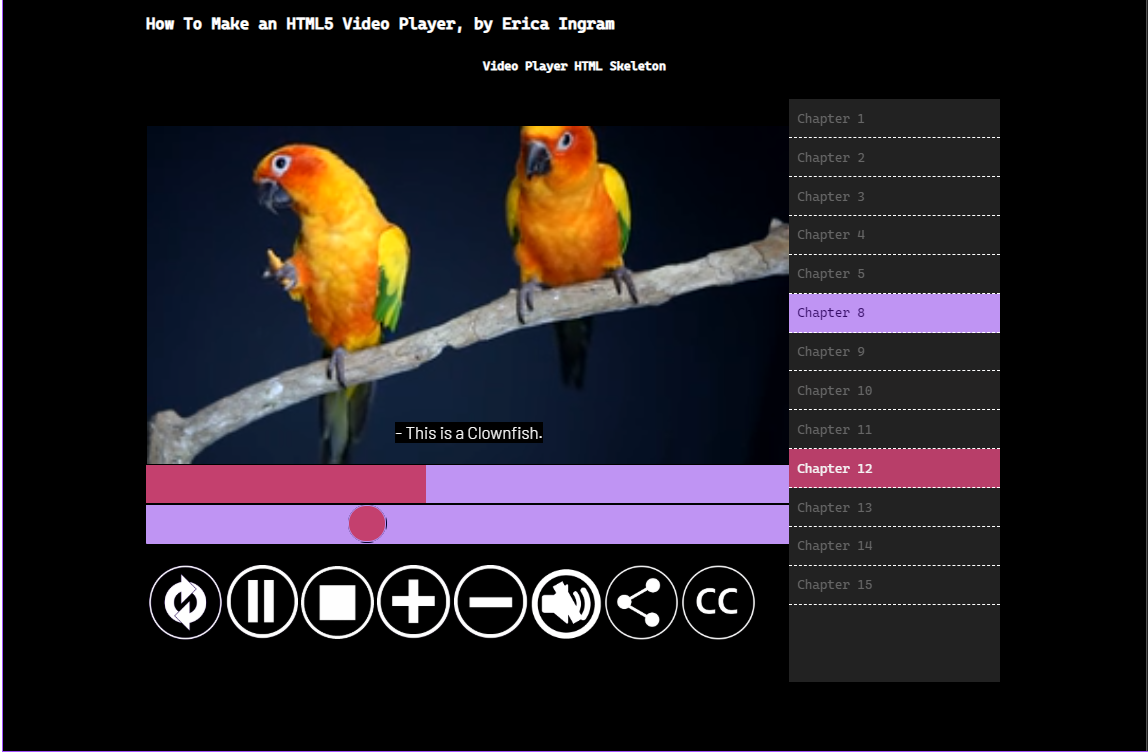 How To Make an HTML5 Video Player, by Erica Ingram
Video Player HTML Skeleton
Chapter 1
Chapter 2
Chapter 3
Chapter 4
Chapter 5
Chapter 8
Chapter 9
Chapter 10
Chapter 11
Chapter 12
Chapter 13
Chapter 14
Chapter 15
- This is a Clownfish.
CC